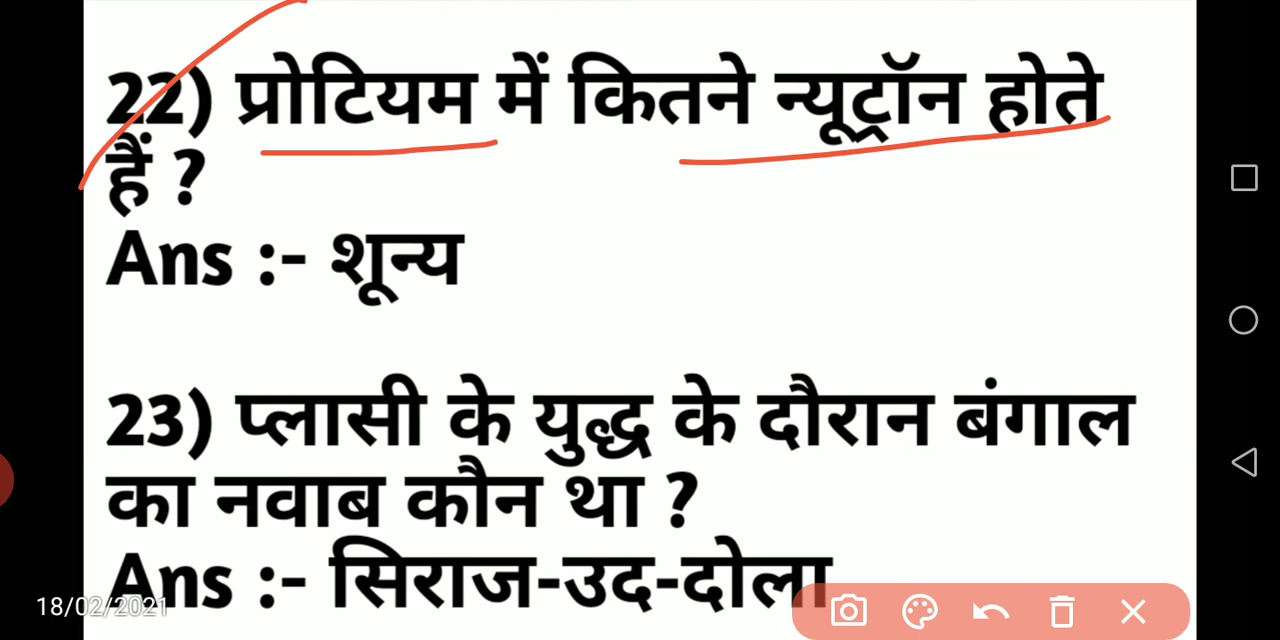 22) प्रोटियम में कितने न्यूट्रॉन होते
हैं ?
Ans :- शून्य
23) प्लासी के युद्ध के दौरान बंगाल
का नवाब कौन था ?
Ans :- सिराज-उद-दोला
18/02/2021